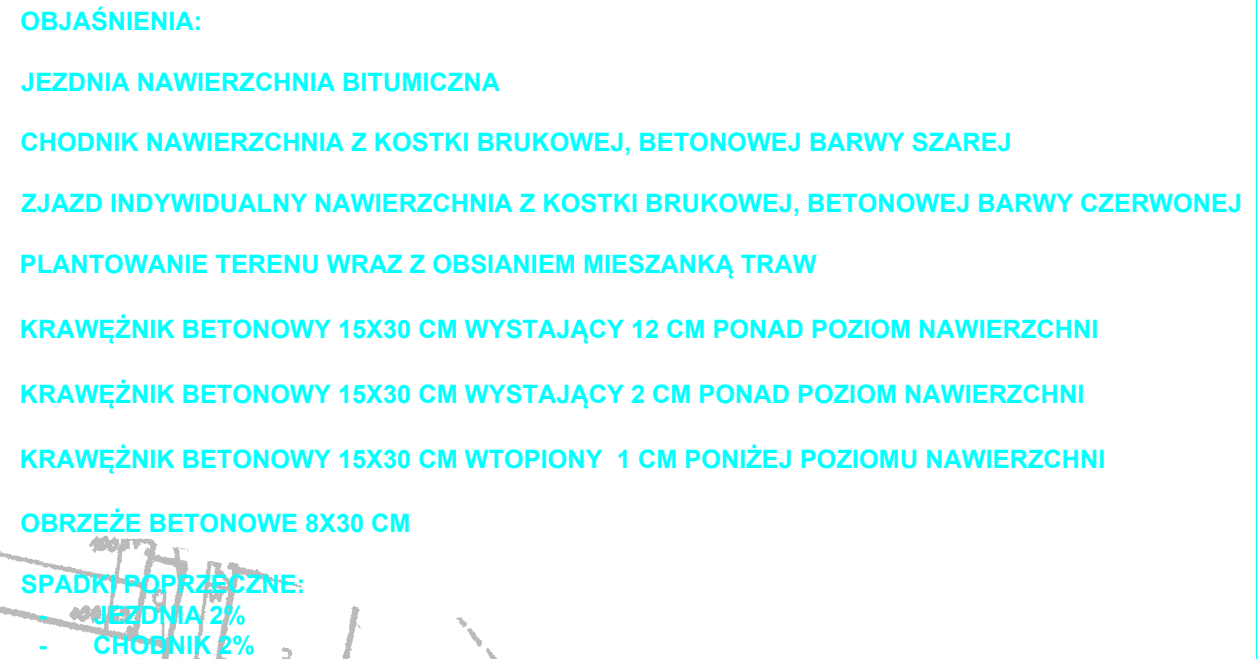 OBJAŚNIENIA:
JEZDNIA NAWIERZCHNIA BITUMICZNA
CHODNIK NAWIERZCHNIA Z KOSTKI BRUKOWEJ, BETONOWEJ BARWY SZAREJ
ZJAZD INDYWIDUALNY NAWIERZCHNIA Z KOSTKI BRUKOWEJ, BETONOWEJ BARWY CZERWONEJ
PLANTOWANIE TERENU WRAZ Z OBSIANIEM MIESZANKĄ TRAW
KRAWĘŻNIK BETONOWY 15X30 CM WYSTAJĄCY 12 CM PONAD POZIOM NAWIERZCHNI
KRAWĘŻNIK BETONOWY 15X30 CM WYSTAJĄCY 2 CM PONAD POZIOM NAWIERZCHNI
KRAWĘŻNIK BETONOWY 15X30 CM WTOPIONY 1 CM PONIŻEJ POZIOMU NAWIERZCHNI
OBRZEŻE BETONOWE 8X30 CM
SPADKI POPRZECZNE:
- JEZDNIA 2%
- CHODNIK 2%